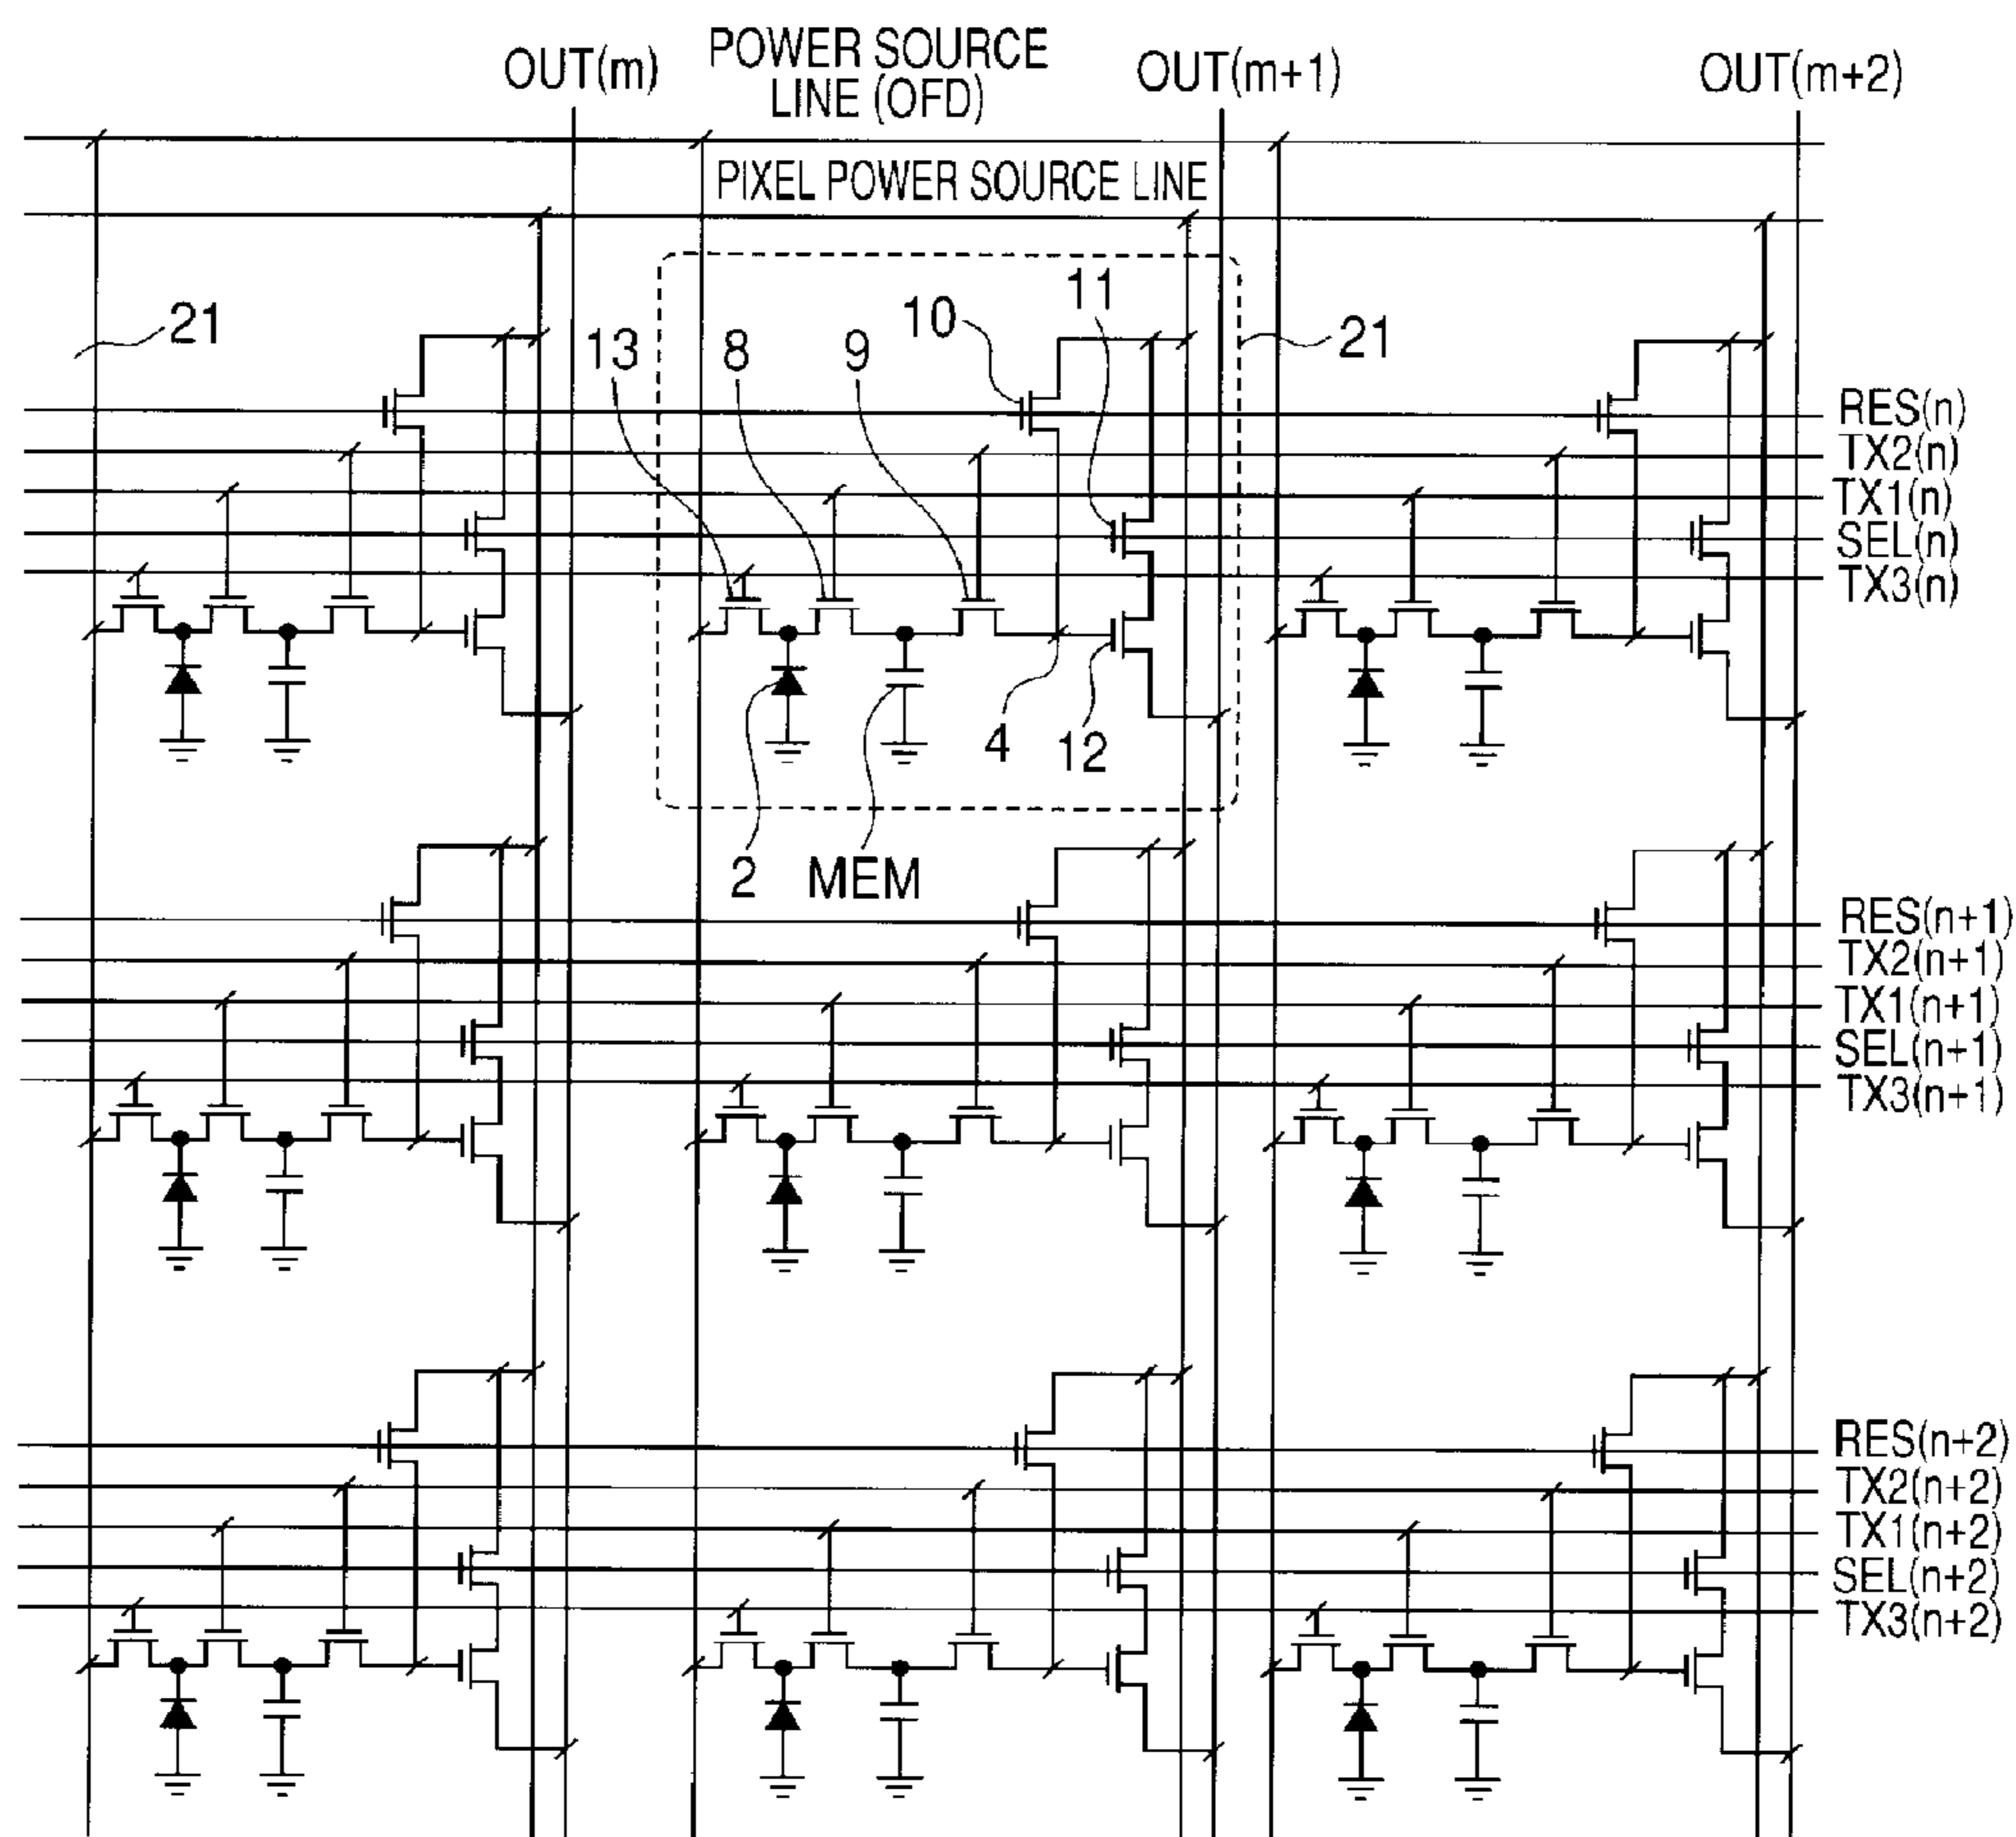 OUT(m)
POWER SOURCE
LINE (OFD)
OUT(m+1)
OUT(m+2)
PIXEL POWER SOURCE LINE
21
13
8
9
10
11
21
RES(n)
TX2(n)
TX1(n)
SEL(n)
TX3(n)
4
12
2
MEM
RES(n+1)
TX2(n+1)
TX1(n+1)
SEL(n+1)
TX3(n+1)
RES(n+2)
TX2(n+2)
TX1(n+2)
SEL(n+2)
TX3(n+2)